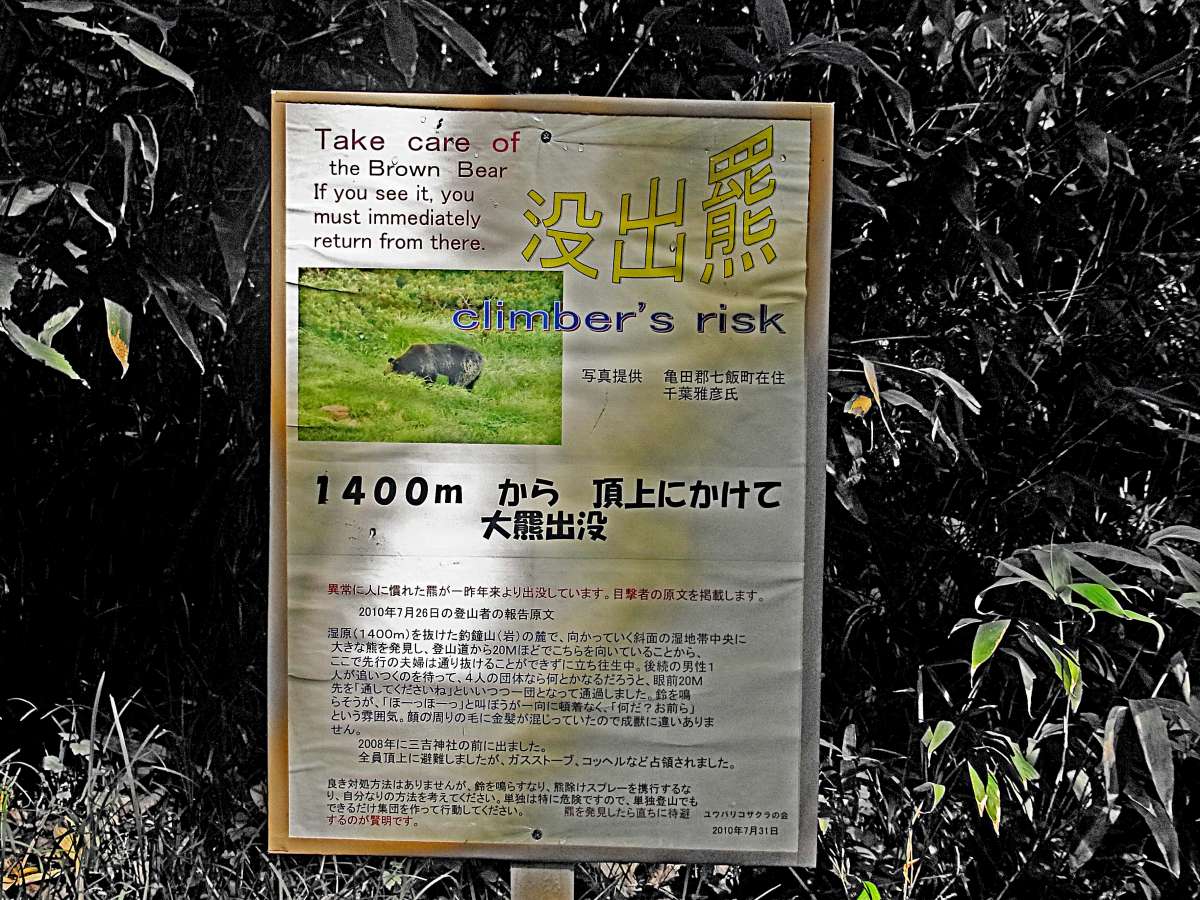 Take care of
the Brown Bear
If you see it, you
must immediately
return from there.
没出羆
climber's risk
写真提供　亀田郡七飯町在住
千葉雅彦氏
1400m　から　頂上にかけて
大羆出没
異常に人に慣れた羆が一昨年来より出没しています。目撃者の原文を掲載します。
2010年7月26日の登山者の報告原文
湿原(1400m)を抜けた釣鐘山(岩)の麓で、向かっていく斜面の湿地帯中央に
大きな熊を発見し、登山道から20Mほどでこちらを向いていることから、
ここで先行の夫婦は通り抜けることができずに立ち往生中。後続の男性1
人が追いつくのを待って、4人の団体なら何とかなるだろうと、眼前20M
先を「通してくださいね」といいつつ一団となって通過しました。鈴を鳴
らそうが、「ほーっほーっ」と叫ぼうが一向に頓着なく、「何だ?お前ら」
という雰囲気。顔の周りの毛に金髪が混じっていたので成獣に違いありま
せん。
2008年に三吉神社の前に出ました。
全員頂上に避難しましたが、ガスストーブ、コッヘルなど占領されました。
良き対処方法はありませんが、鈴を鳴らすなり、熊除けスプレーを携行するな
り、自分なりの方法を考えてください。単独は特に危険ですので、単独登山でも
できるだけ集団を作って行動してください。　羆を発見したら直ちに待避
するのが賢明です。
ユウバリコザクラの会
2010年7月31日